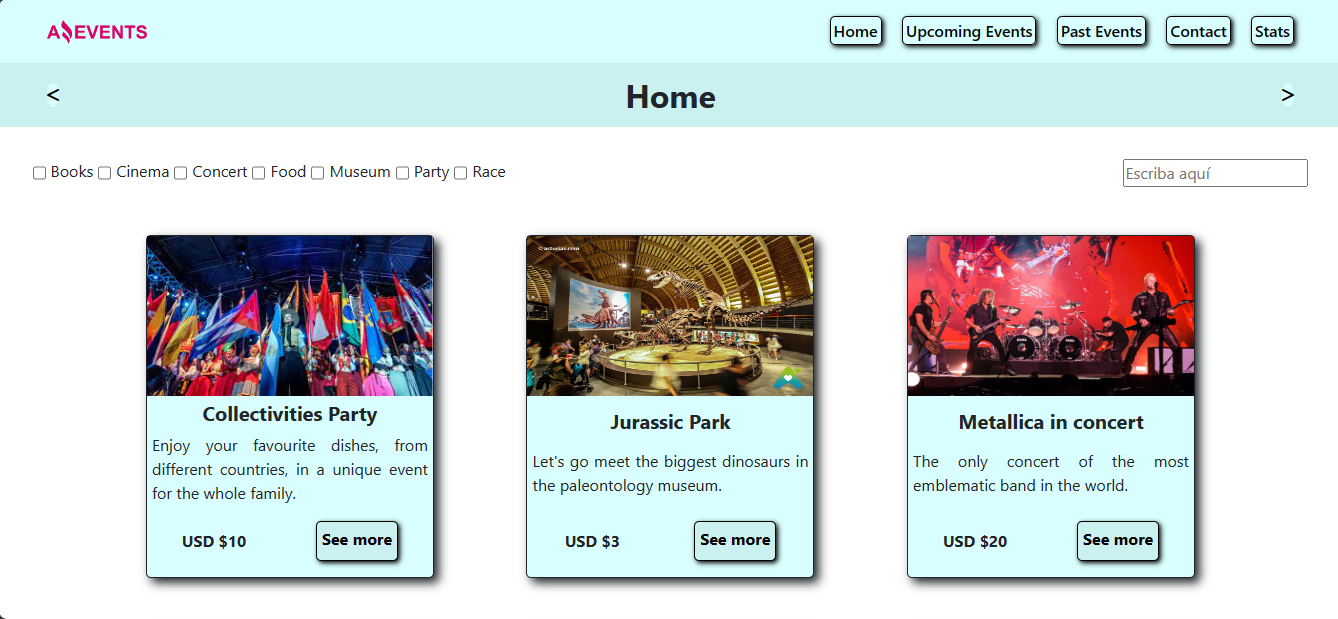 A EVENTS
Home Upcoming Events Past Events Contact Stats
< Home >
Books Cinema Concert Food Museum Party Race Escriba aquí
© asturias.com
Collectivities Party
Enjoy your favourite dishes, from
different countries, in a unique event
for the whole family.
USD $10 See more
Jurassic Park
Let's go meet the biggest dinosaurs in
the paleontology museum.
USD $3 See more
Metallica in concert
The only concert of the most
emblematic band in the world.
USD $20 See more